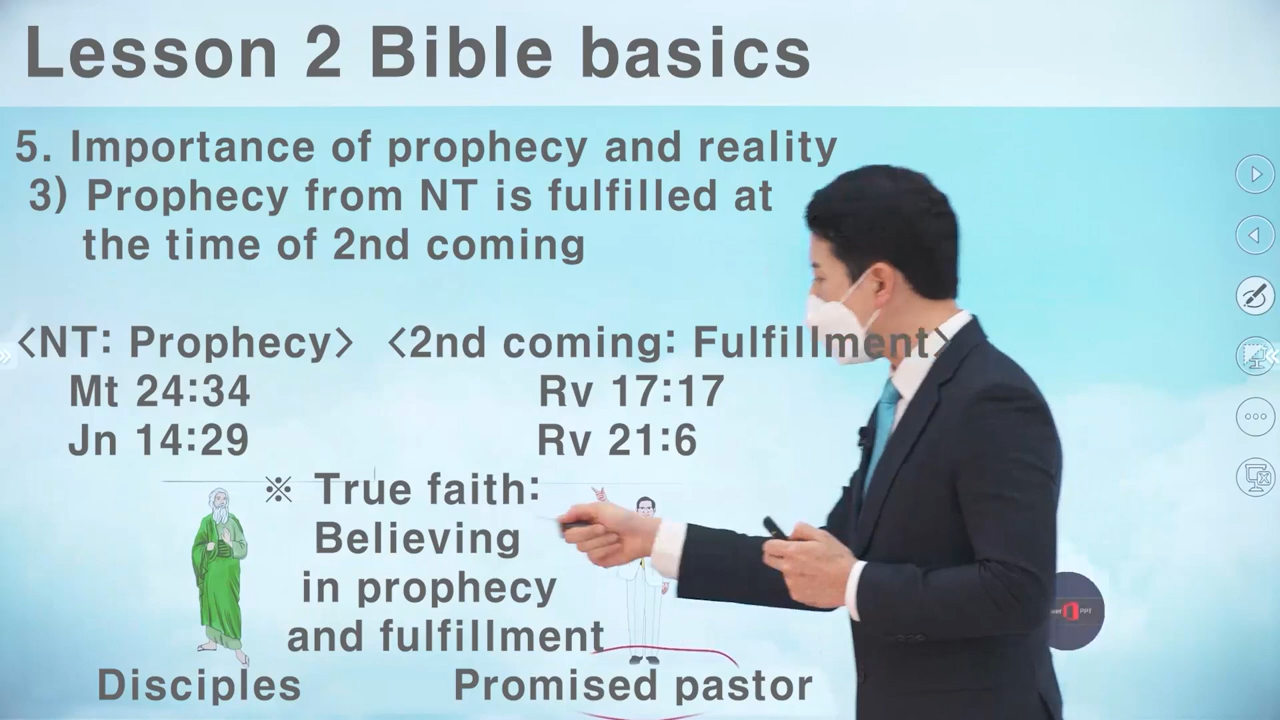 Lesson 2 Bible basics
5. Importance of prophecy and reality
3) Prophecy from NT is fulfilled at
the time of 2nd coming
<NT: Prophecy> <2nd coming: Fulfillment>
Mt 24:34 Rv 17:17
Jn 14:29 Rv 21:6
※ True faith:
Believing
in prophecy
and fulfillment
Disciples Promised pastor
PPT